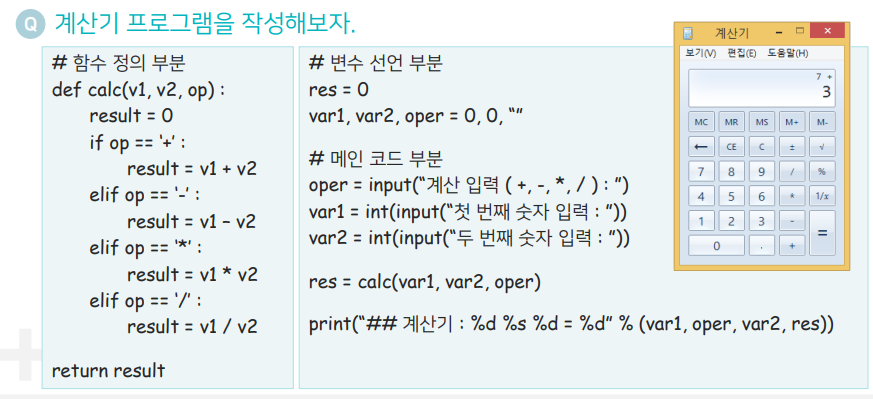 Q 계산기 프로그램을 작성해보자.
# 함수 정의 부분
def calc(v1, v2, op) :
result = 0
if op == ‘+’ :
result = v1 + v2
elif op == ‘-’ :
result = v1 – v2
elif op == ‘*’ :
result = v1 * v2
elif op == ‘/’ :
result = v1 / v2
return result
# 변수 선언 부분
res = 0
var1, var2, oper = 0, 0, “”
# 메인 코드 부분
oper = input(“계산 입력 ( +, -, *, / ) : ”)
var1 = int(input(“첫 번째 숫자 입력 : ”))
var2 = int(input(“두 번째 숫자 입력 : ”))
res = calc(var1, var2, oper)
print(“## 계산기 : %d %s %d = %d” % (var1, oper, var2, res))
계산기
보기(V) 편집(E) 도움말(H)
7 +
3
MC MR MS M+ M-
← CE C ± √
7 8 9 / %
4 5 6 * 1/x
1 2 3 - =
0 . +